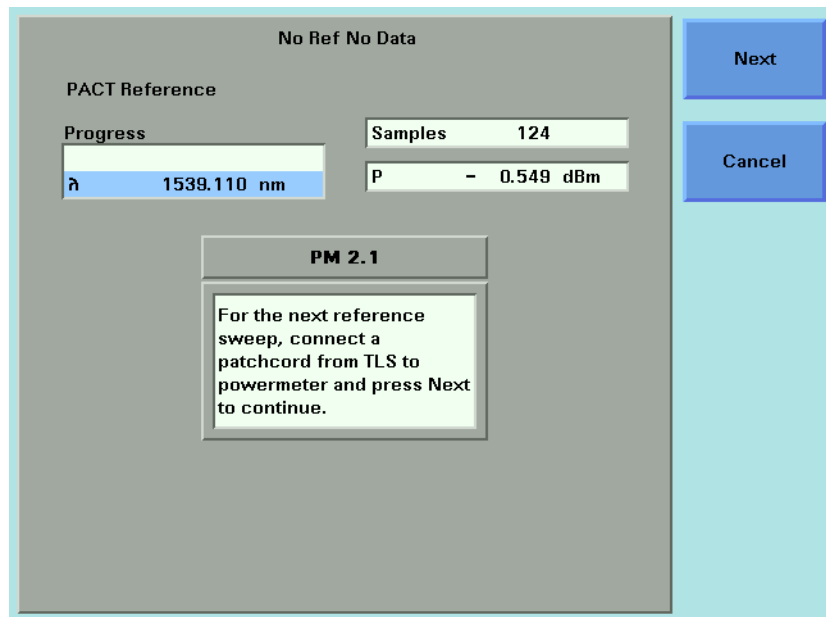 No Ref No Data
Next
PACT Reference
Progress
Samples 124
Cancel
λ 1539.110 nm
P - 0.549 dBm
PM 2.1
For the next reference
sweep, connect a
patchcord from TLS to
powermeter and press Next
to continue.